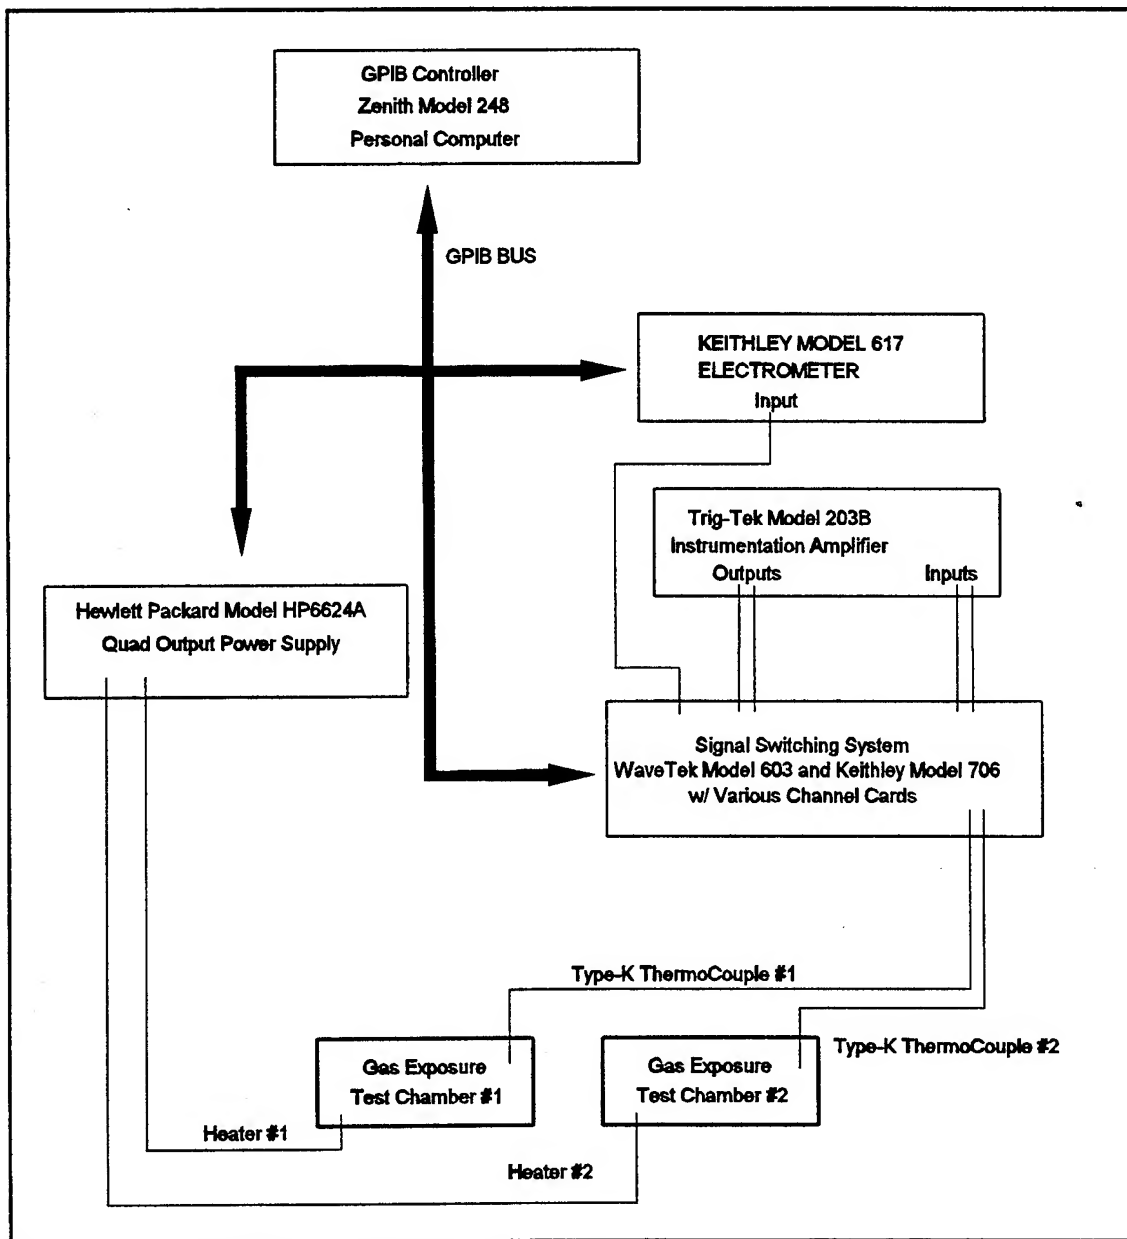 GPIB Controller
Zenith Model 248
Personal Computer
GPIB BUS
KEITHLEY MODEL 617
ELECTROMETER
Input
Trig-Tek Model 203B
Instrumentation Amplifier
Outputs Inputs
Hewlett Packard Model HP6624A
Quad Output Power Supply
Signal Switching System
WaveTek Model 603 and Keithley Model 706
w/ Various Channel Cards
Type-K ThermoCouple #1
Type-K ThermoCouple #2
Gas Exposure
Test Chamber #1
Gas Exposure
Test Chamber #2
Heater #1
Heater #2